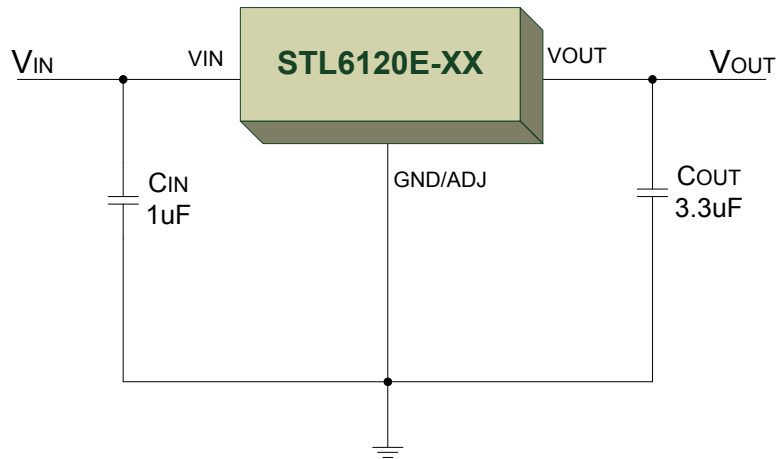 VIN
VIN
STL6120E-XX
VOUT
VOUT
GND/ADJ
CIN
1uF
COUT
3.3uF